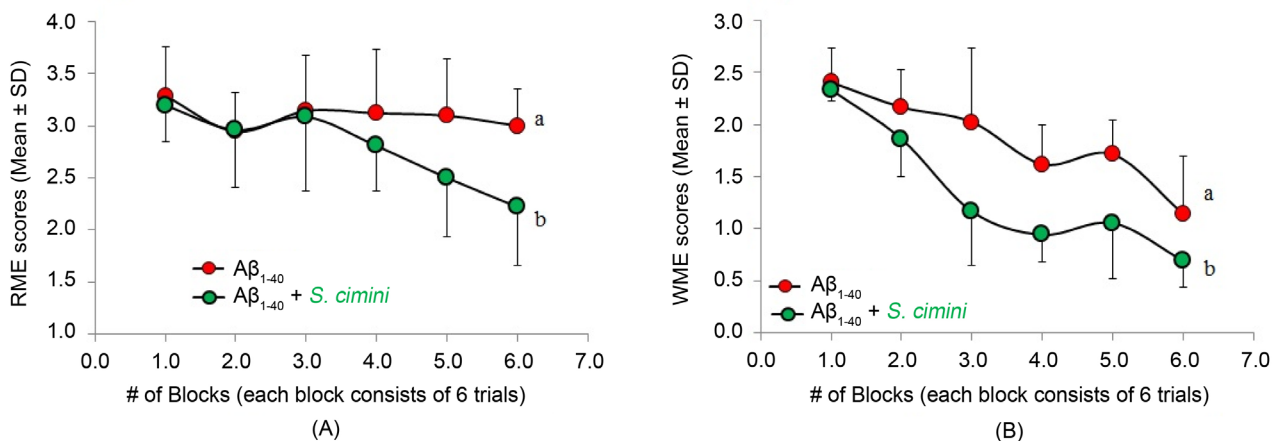 RME scores (Mean ± SD)
4.0
3.5
3.0
2.5
2.0
1.5
1.0
a
b
Aβ1-40
Aβ1-40 + S. cimini
0.0 1.0 2.0 3.0 4.0 5.0 6.0 7.0
# of Blocks (each block consists of 6 trials)
(A)
WME scores (Mean ± SD)
3.0
2.5
2.0
1.5
1.0
0.5
0.0
a
b
Aβ1-40
Aβ1-40 + S. cimini
0.0 1.0 2.0 3.0 4.0 5.0 6.0 7.0
# of Blocks (each block consists of 6 trials)
(B)